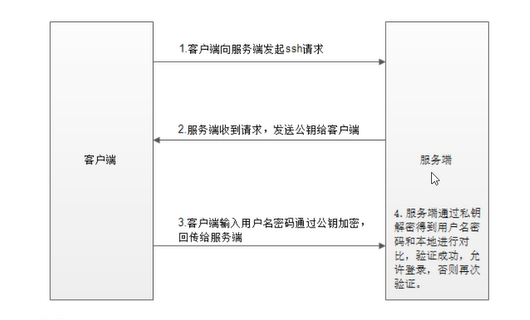 1.客户端向服务端发起ssh请求
2.服务端收到请求，发送公钥给客户端
客户端
服务端
3.客户端输入用户名密码通过公钥加密，
回传给服务端
4.服务端通过私钥
解密得到用户名密
码和本地进行对
比，验证成功，允
许登录，否则再次
验证。